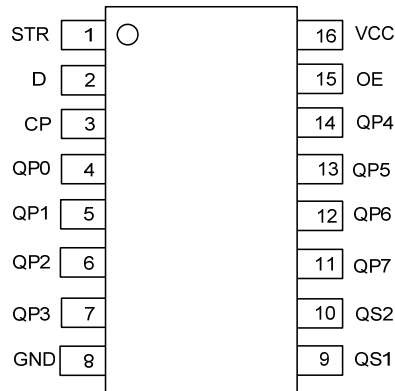 STR 1 16 VCC
D 2 15 OE
CP 3 14 QP4
QP0 4 13 QP5
QP1 5 12 QP6
QP2 6 11 QP7
QP3 7 10 QS2
GND 8 9 QS1